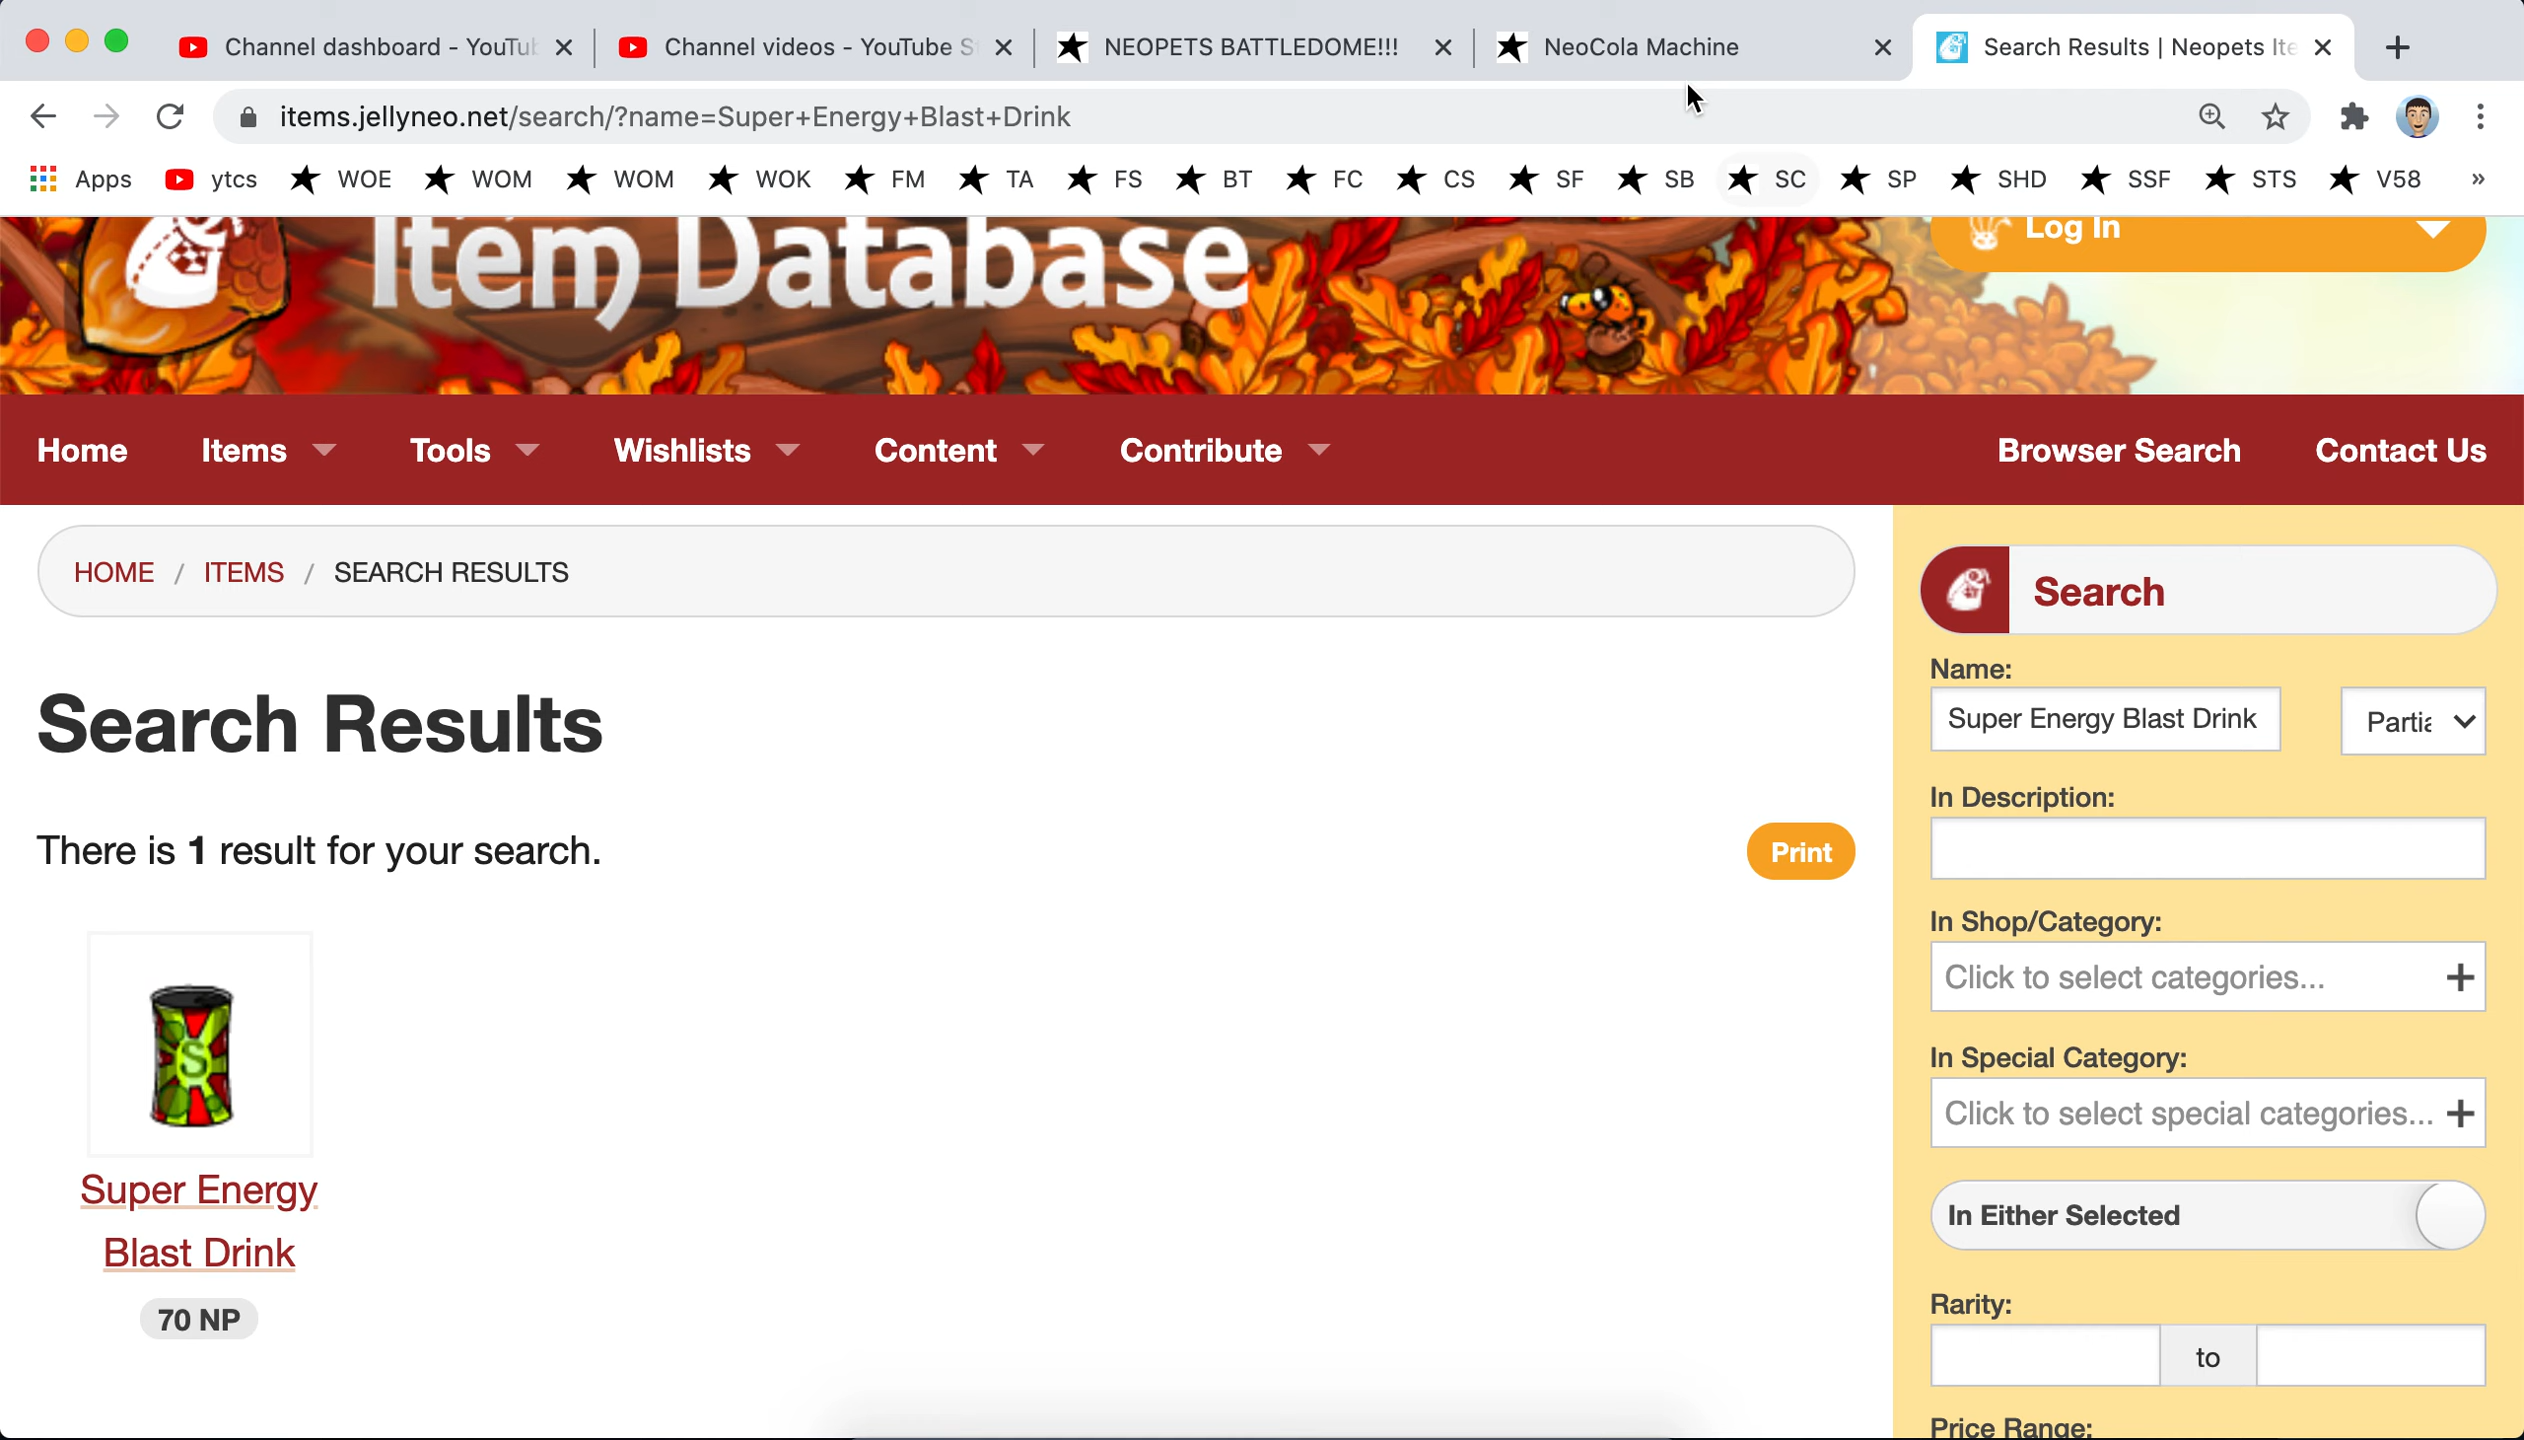 Channel dashboard - YouTu
Channel videos - YouTube S
NEOPETS BATTLEDOME!!!
NeoCola Machine
Search Results | Neopets Ite
items.jellyneo.net/search/?name=Super+Energy+Blast+Drink
Apps ytcs WOE WOM WOM WOK FM TA FS BT FC CS SF SB SC SP SHD SSF STS V58 »
Item Database
Log In
Home Items Tools Wishlists Content Contribute Browser Search Contact Us
HOME / ITEMS / SEARCH RESULTS
Search Results
There is 1 result for your search.
Print
S
Super Energy
Blast Drink
70 NP
Search
Name:
Super Energy Blast Drink
Partia
In Description:
In Shop/Category:
Click to select categories...
In Special Category:
Click to select special categories...
In Either Selected
Rarity:
to
Price Range: